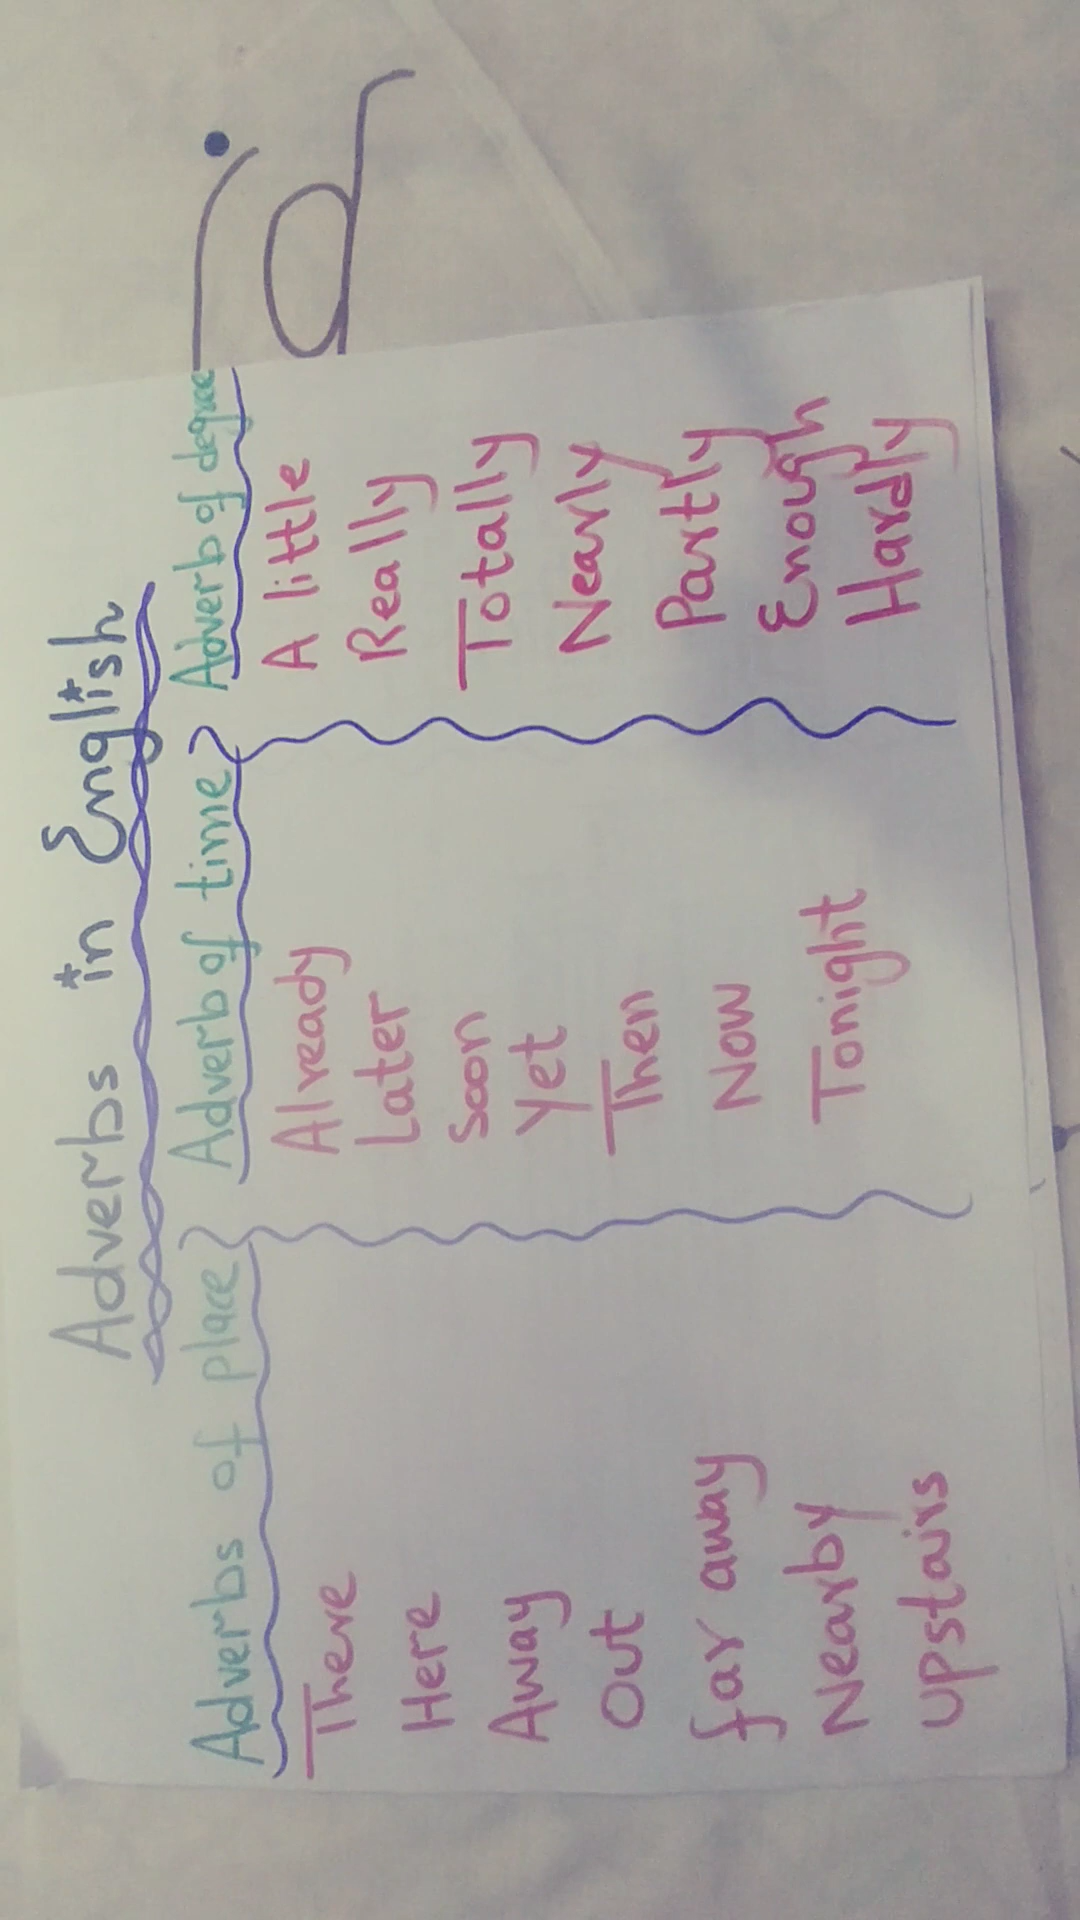 Adverbs in English
Adverbs of place
There
Here
Away
Out
far away
Nearby
upstairs
Adverb of time
Already
Later
soon
Yet
Then
Now
Tonight
Adverb of degree
A little
Really
Totally
Nearly
Partly
Enough
Hardly